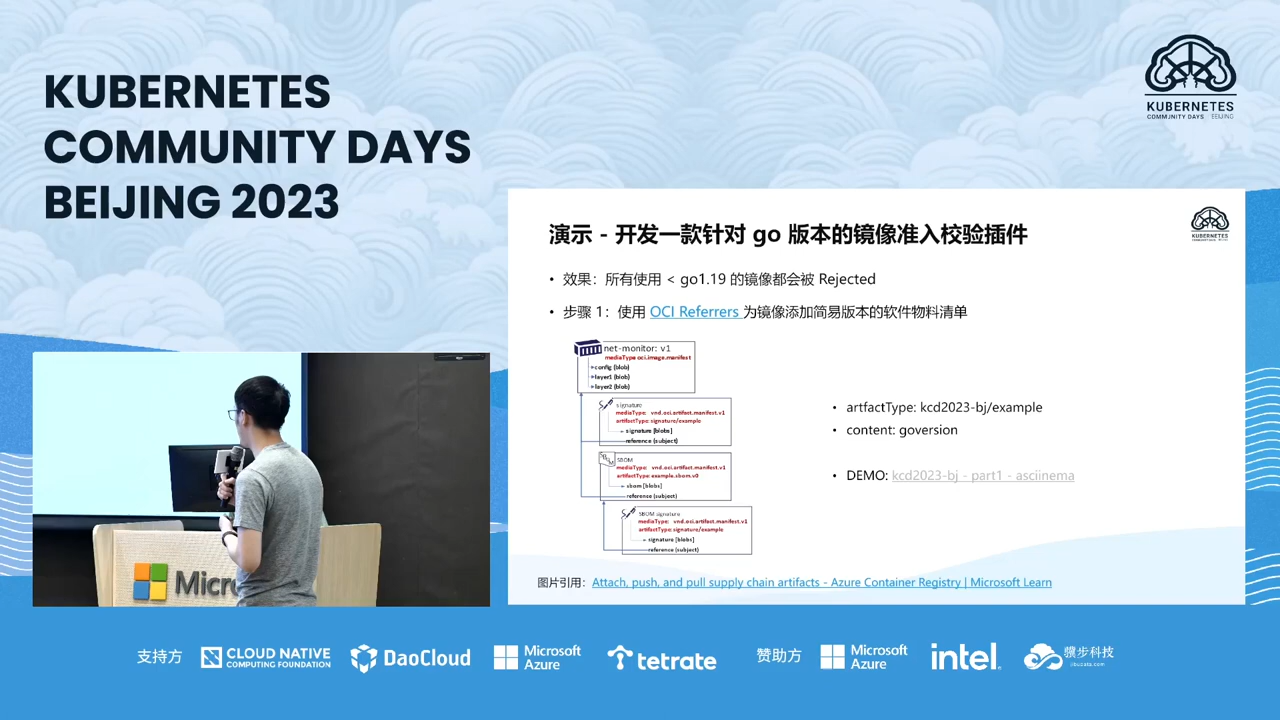 KUBERNETES
COMMUNITY DAYS
BEIJING 2023
KUBERNETES
COMMUNITY DAYS BEIJING
演示 - 开发一款针对 go 版本的镜像准入校验插件
KUBERNETES
• 效果：所有使用 < go1.19 的镜像都会被 Rejected
• 步骤 1：使用 OCI Referrers 为镜像添加简易版本的软件物料清单
net-monitor: v1
mediaType oci.image.manifest
config (blob)
layer1 (blob)
layer2 (blob)
signature
mediaType: vnd.oci.artifact.manifest.v1
artifactType: signature/example
signature [blobs]
reference (subject)
SBOM
mediaType: vnd.oci.artifact.manifest.v1
artifactType: example.sbom.v0
sbom [blobs]
reference (subject)
SBOM signature
mediaType: vnd.oci.artifact.manifest.v1
artifactType: signature/example
signature [blobs]
reference (subject)
• artfactType: kcd2023-bj/example
• content: goversion
• DEMO: kcd2023-bj - part1 - asciinema
图片引用： Attach, push, and pull supply chain artifacts - Azure Container Registry | Microsoft Learn
Micro
支持方
CLOUD NATIVE
COMPUTING FOUNDATION
DaoCloud
Microsoft
Azure
tetrate
赞助方
Microsoft
Azure
intel.
骥步科技
jibudata.com